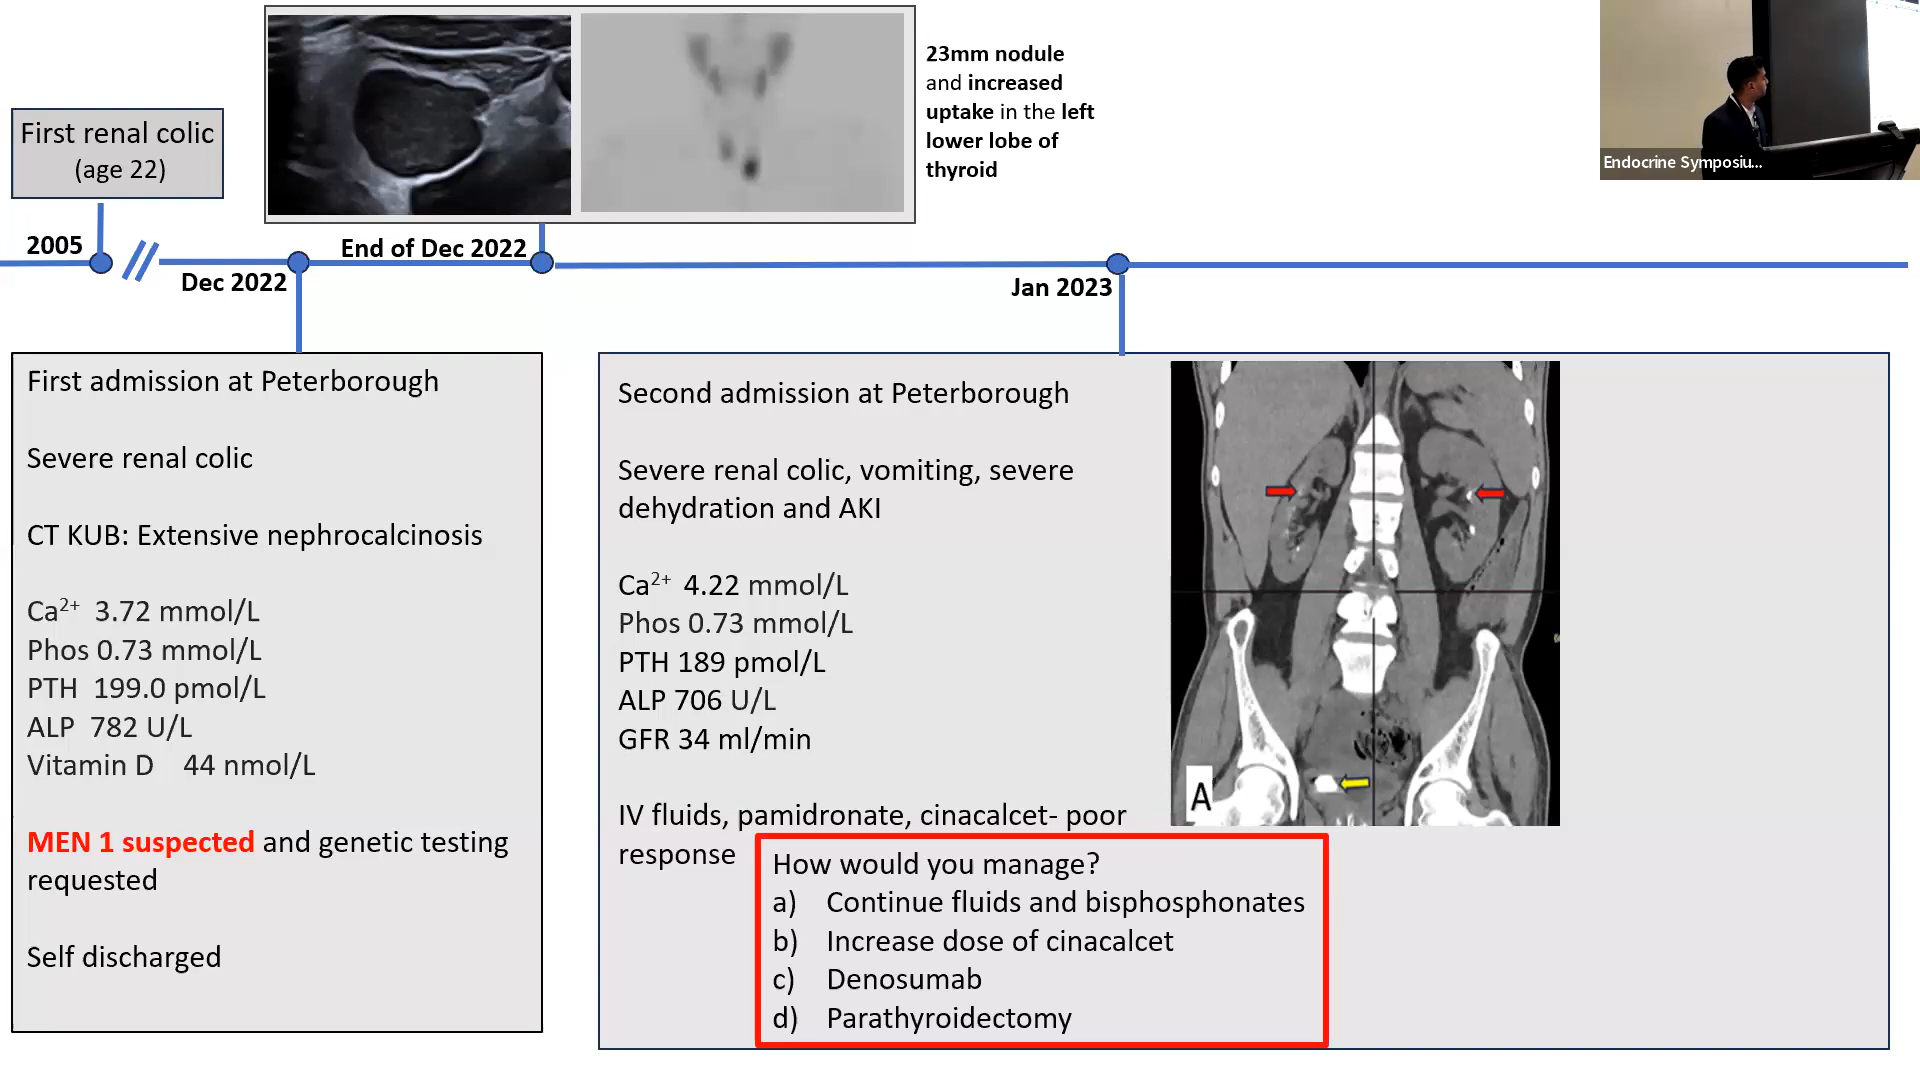 23mm nodule
and increased
uptake in the left
lower lobe of
thyroid
Endocrine Symposiu...
First renal colic
(age 22)
2005
Dec 2022
End of Dec 2022
Jan 2023
First admission at Peterborough
Severe renal colic
CT KUB: Extensive nephrocalcinosis
Ca2+ 3.72 mmol/L
Phos 0.73 mmol/L
PTH 199.0 pmol/L
ALP 782 U/L
Vitamin D 44 nmol/L
MEN 1 suspected and genetic testing
requested
Self discharged
Second admission at Peterborough
Severe renal colic, vomiting, severe
dehydration and AKI
Ca2+ 4.22 mmol/L
Phos 0.73 mmol/L
PTH 189 pmol/L
ALP 706 U/L
GFR 34 ml/min
IV fluids, pamidronate, cinacalcet- poor
response
A
How would you manage?
a) Continue fluids and bisphosphonates
b) Increase dose of cinacalcet
c) Denosumab
d) Parathyroidectomy